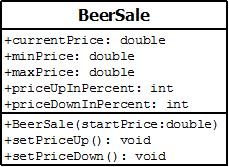 BeerSale
+currentPrice: double
+minPrice: double
+maxPrice: double
+priceUpInPercent: int
+priceDownInPercent: int
+BeerSale(startPrice:double)
+setPriceUp(): void
+setPriceDown(): void